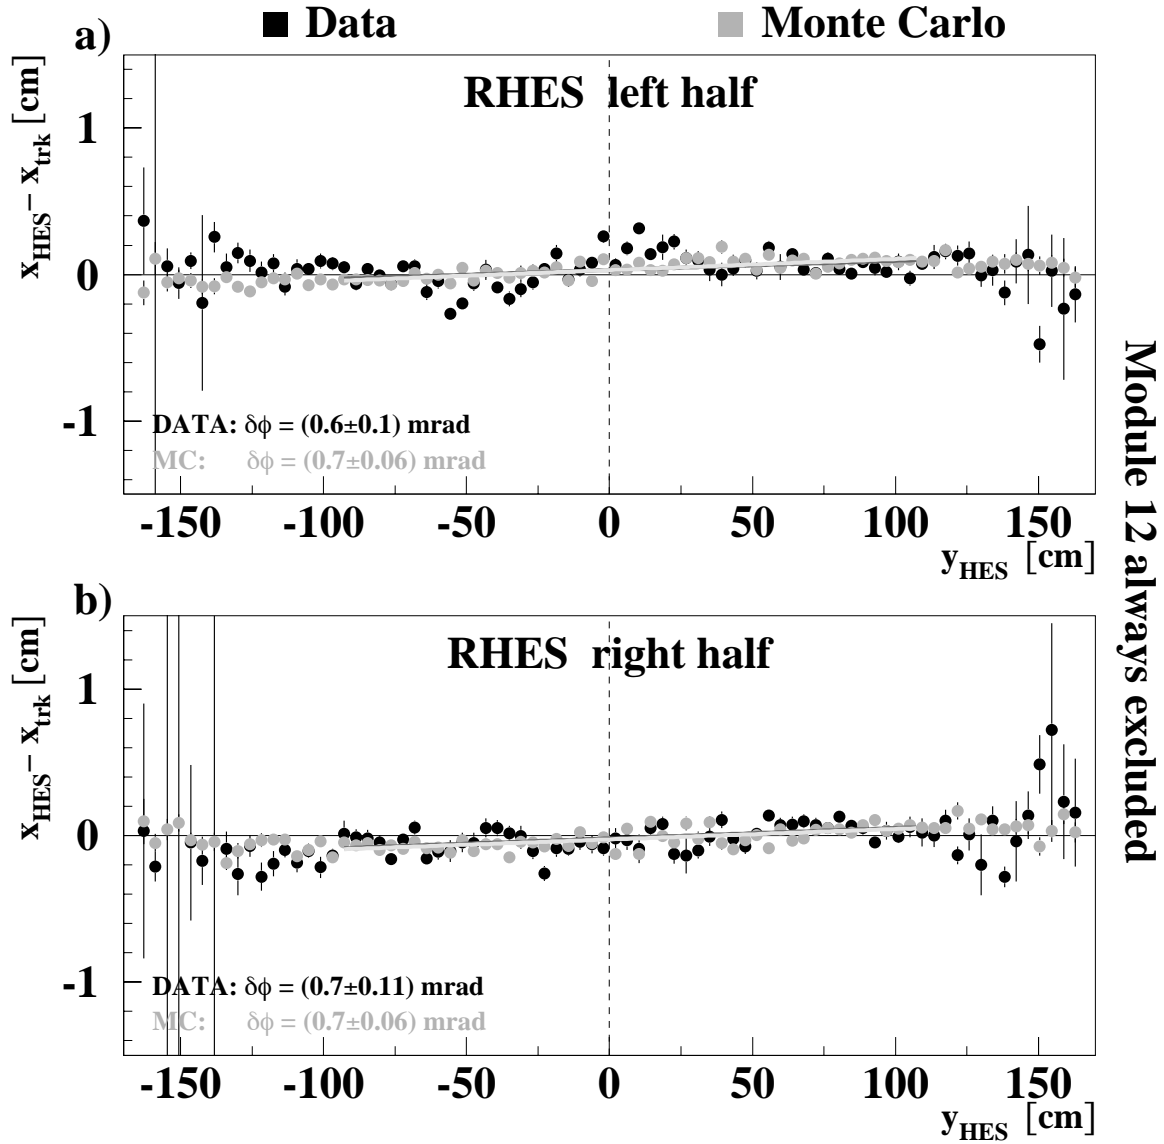 ■ Data ■ Monte Carlo
a)
RHES left half
x_HES − x_trk [cm]
1
0
-1
DATA: δϕ = (0.6±0.1) mrad
MC: δϕ = (0.7±0.06) mrad
-150 -100 -50 0 50 100 150
y_HES [cm]
b)
RHES right half
x_HES − x_trk [cm]
1
0
-1
DATA: δϕ = (0.7±0.11) mrad
MC: δϕ = (0.7±0.06) mrad
-150 -100 -50 0 50 100 150
y_HES [cm]
Module 12 always excluded